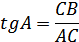 tgA = CB/AC